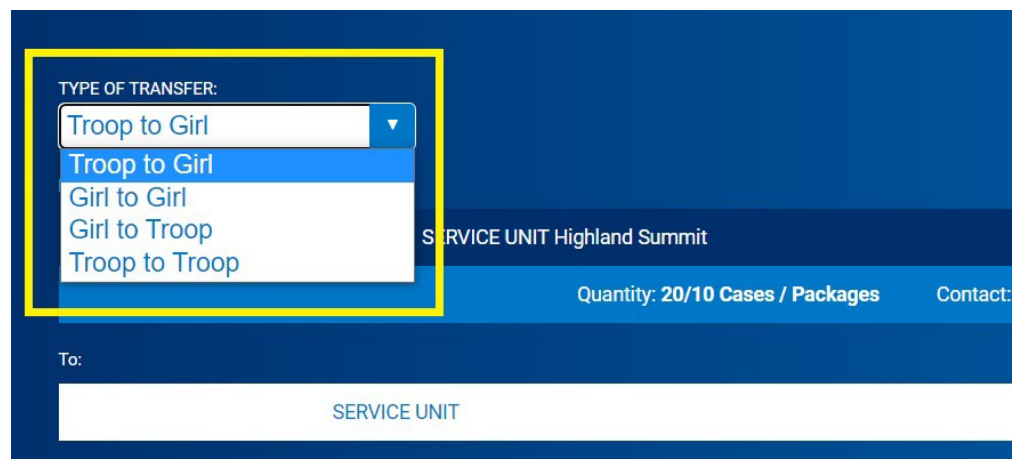 TYPE OF TRANSFER:
Troop to Girl
Troop to Girl
Girl to Girl
Girl to Troop
Troop to Troop
SERVICE UNIT Highland Summit
Quantity: 20/10 Cases / Packages Contact:
To:
SERVICE UNIT